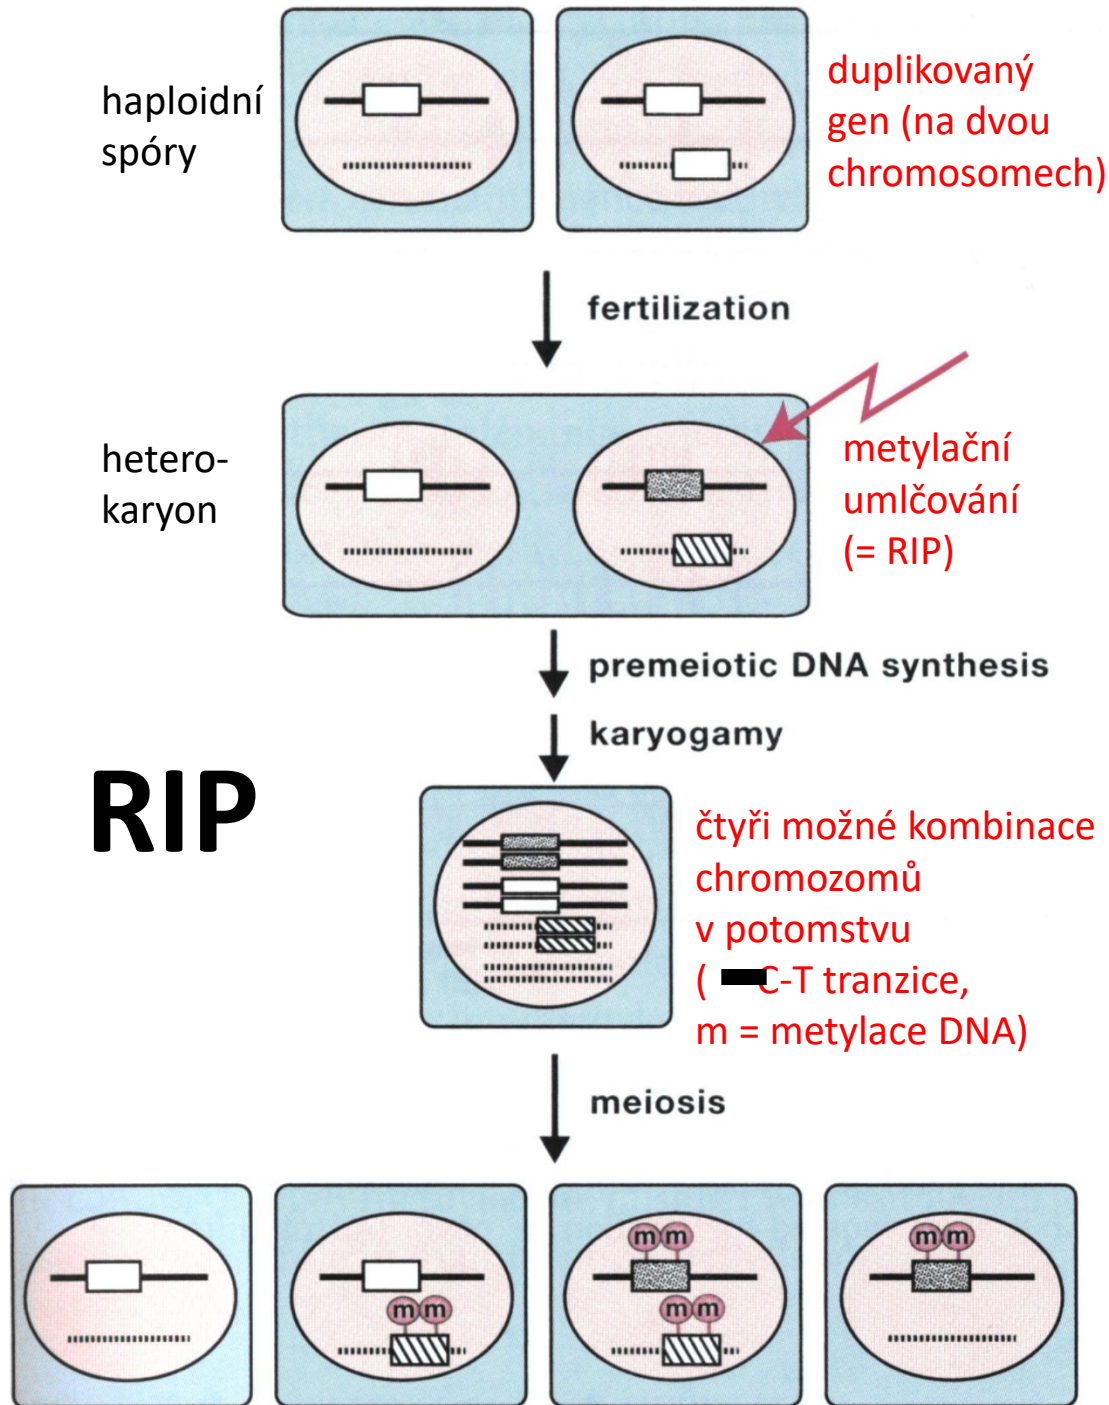 haploidní
spóry
duplikovaný
gen (na dvou
chromosomech)
fertilization
hetero-
karyon
metylační
umlčování
(= RIP)
premeiotic DNA synthesis
karyogamy
RIP
čtyři možné kombinace
chromozomů
v potomstvu
( C-T tranzice,
m = metylace DNA)
meiosis
m m
m m
m m
m m